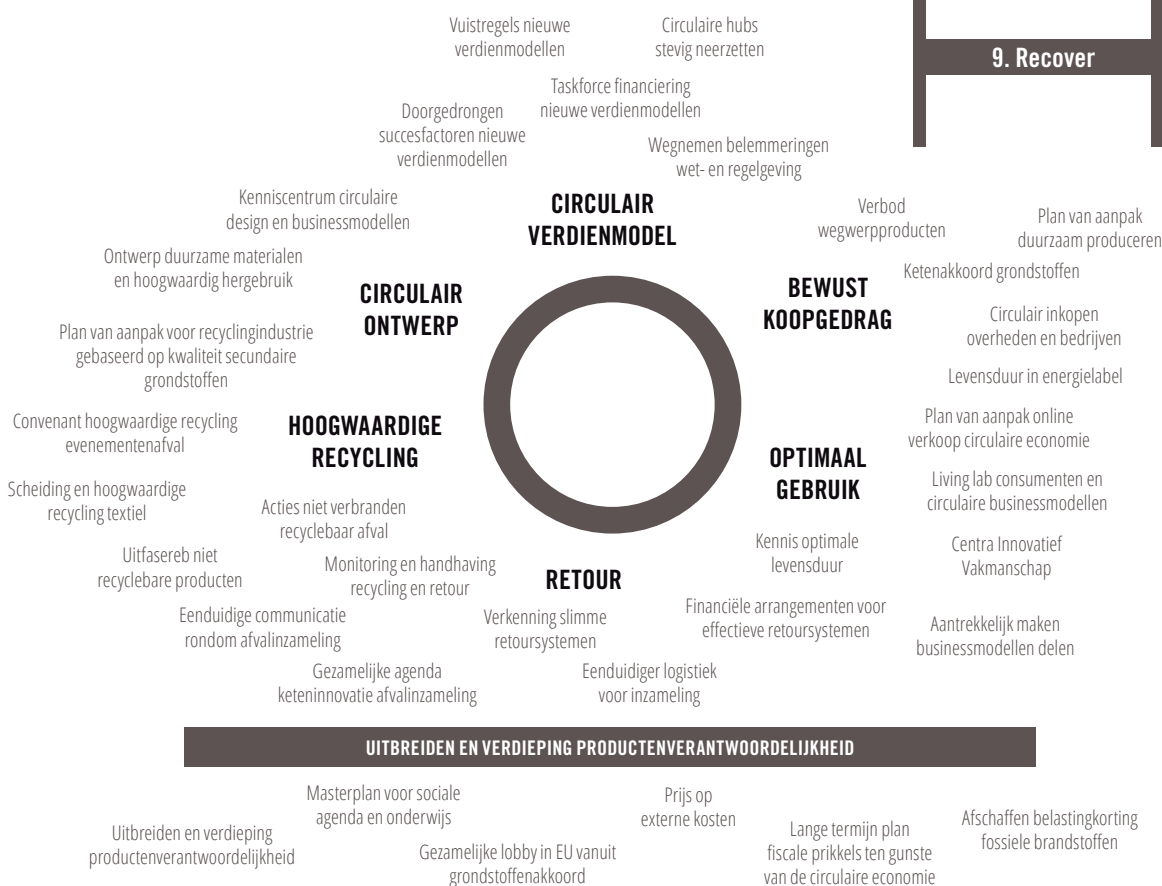 Vuistregels nieuwe
verdienmodellen
Circulaire hubs
stevig neerzetten
9. Recover
Taskforce financiering
nieuwe verdienmodellen
Doorgedrongen
succesfactoren nieuwe
verdienmodellen
Wegnemen belemmeringen
wet- en regelgeving
Kenniscentrum circulaire
design en businessmodellen
CIRCULAIR
VERDIENMODEL
Verbod
wegwerpproducten
Plan van aanpak
duurzaam produceren
Ontwerp duurzame materialen
en hoogwaardig hergebruik
CIRCULAIR
ONTWERP
BEWUST
KOOPGEDRAG
Ketenakkoord grondstoffen
Circulair inkopen
overheden en bedrijven
Plan van aanpak voor recyclingindustrie
gebaseerd op kwaliteit secundaire
grondstoffen
Levensduur in energielabel
Convenant hoogwaardige recycling
evenementenafval
HOOGWAARDIGE
RECYCLING
Plan van aanpak online
verkoop circulaire economie
OPTIMAAL
GEBRUIK
Living lab consumenten en
circulaire businessmodellen
Scheiding en hoogwaardige
recycling textiel
Acties niet verbranden
recyclebaar afval
Kennis optimale
levensduur
Centra Innovatief
Vakmanschap
Uitfasereb niet
recyclebare producten
Monitoring en handhaving
recycling en retour
RETOUR
Eenduidige communicatie
rondom afvalinzameling
Verkenning slimme
retoursystemen
Financiële arrangementen voor
effectieve retoursystemen
Aantrekkelijk maken
businessmodellen delen
Gezamelijke agenda
keteninnovatie afvalinzameling
Eenduidiger logistiek
voor inzameling
UITBREIDEN EN VERDIEPING PRODUCTENVERANTWOORDELIJKHEID
Uitbreiden en verdieping
productenverantwoordelijkheid
Masterplan voor sociale
agenda en onderwijs
Gezamelijke lobby in EU vanuit
grondstoffenakkoord
Prijs op
externe kosten
Lange termijn plan
fiscale prikkels ten gunste
van de circulaire economie
Afschaffen belastingkorting
fossiele brandstoffen